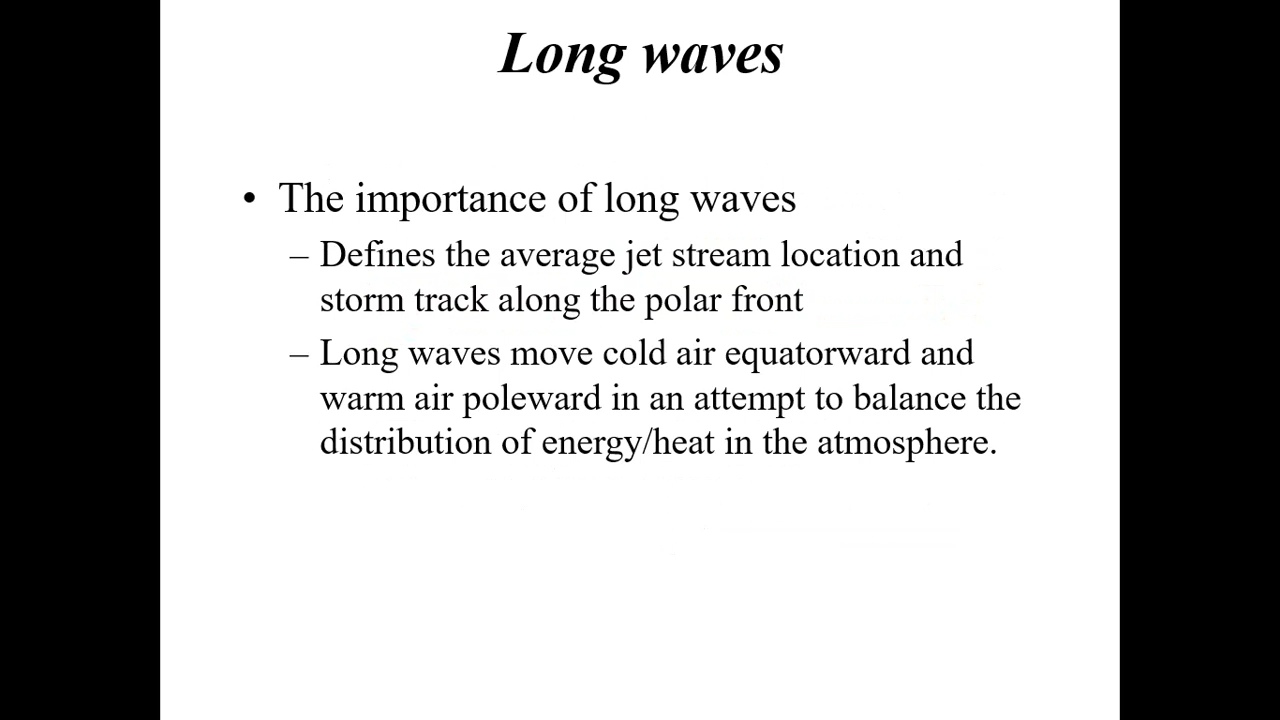 Long waves
• The importance of long waves
– Defines the average jet stream location and
storm track along the polar front
– Long waves move cold air equatorward and
warm air poleward in an attempt to balance the
distribution of energy/heat in the atmosphere.